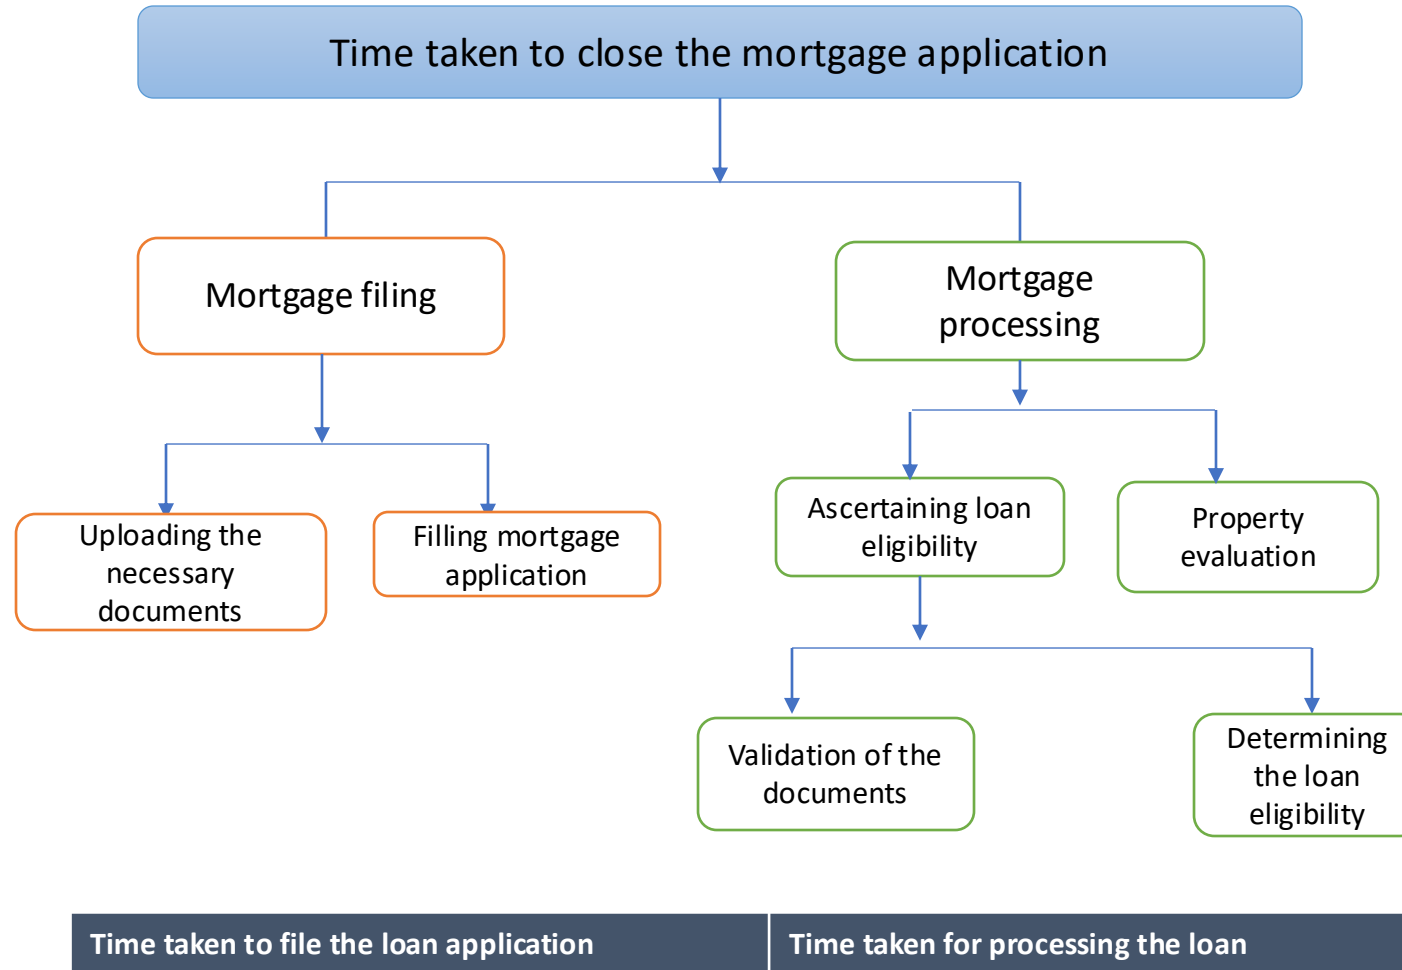 Time taken to close the mortgage application
Mortgage filing
Mortgage
processing
Uploading the
necessary
documents
Filling mortgage
application
Ascertaining loan
eligibility
Property
evaluation
Validation of the
documents
Determining
the loan
eligibility
Time taken to file the loan application
Time taken for processing the loan